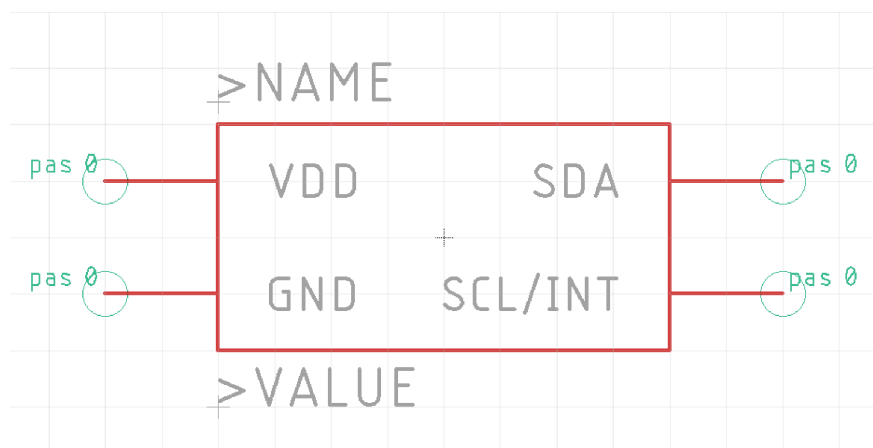 >NAME
pas 0 VDD SDA pas 0
pas 0 GND SCL/INT pas 0
>VALUE